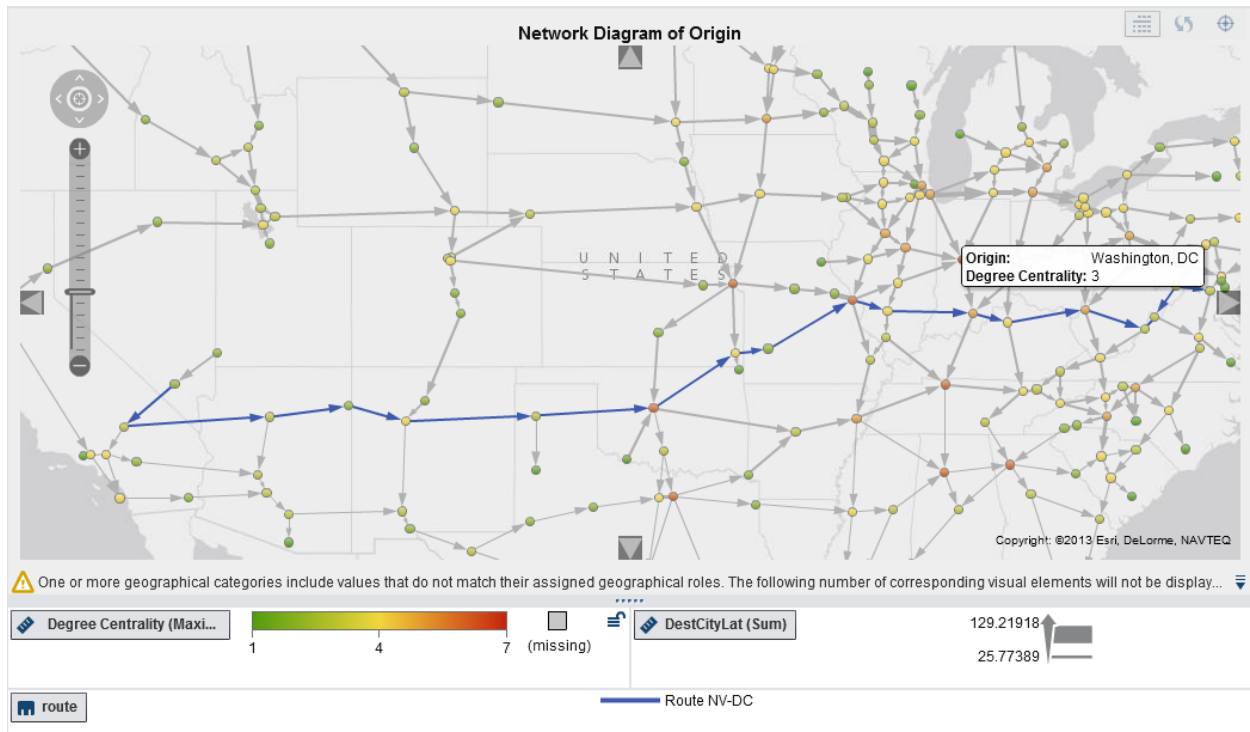 Network Diagram of Origin
UNITED
STATES
Origin: Washington, DC
Degree Centrality: 3
Copyright: ©2013 Esri, DeLorme, NAVTEQ
One or more geographical categories include values that do not match their assigned geographical roles. The following number of corresponding visual elements will not be display...
Degree Centrality (Maxi...
1 4 7 (missing)
DestCityLat (Sum)
129.21918
25.77389
route
Route NV-DC